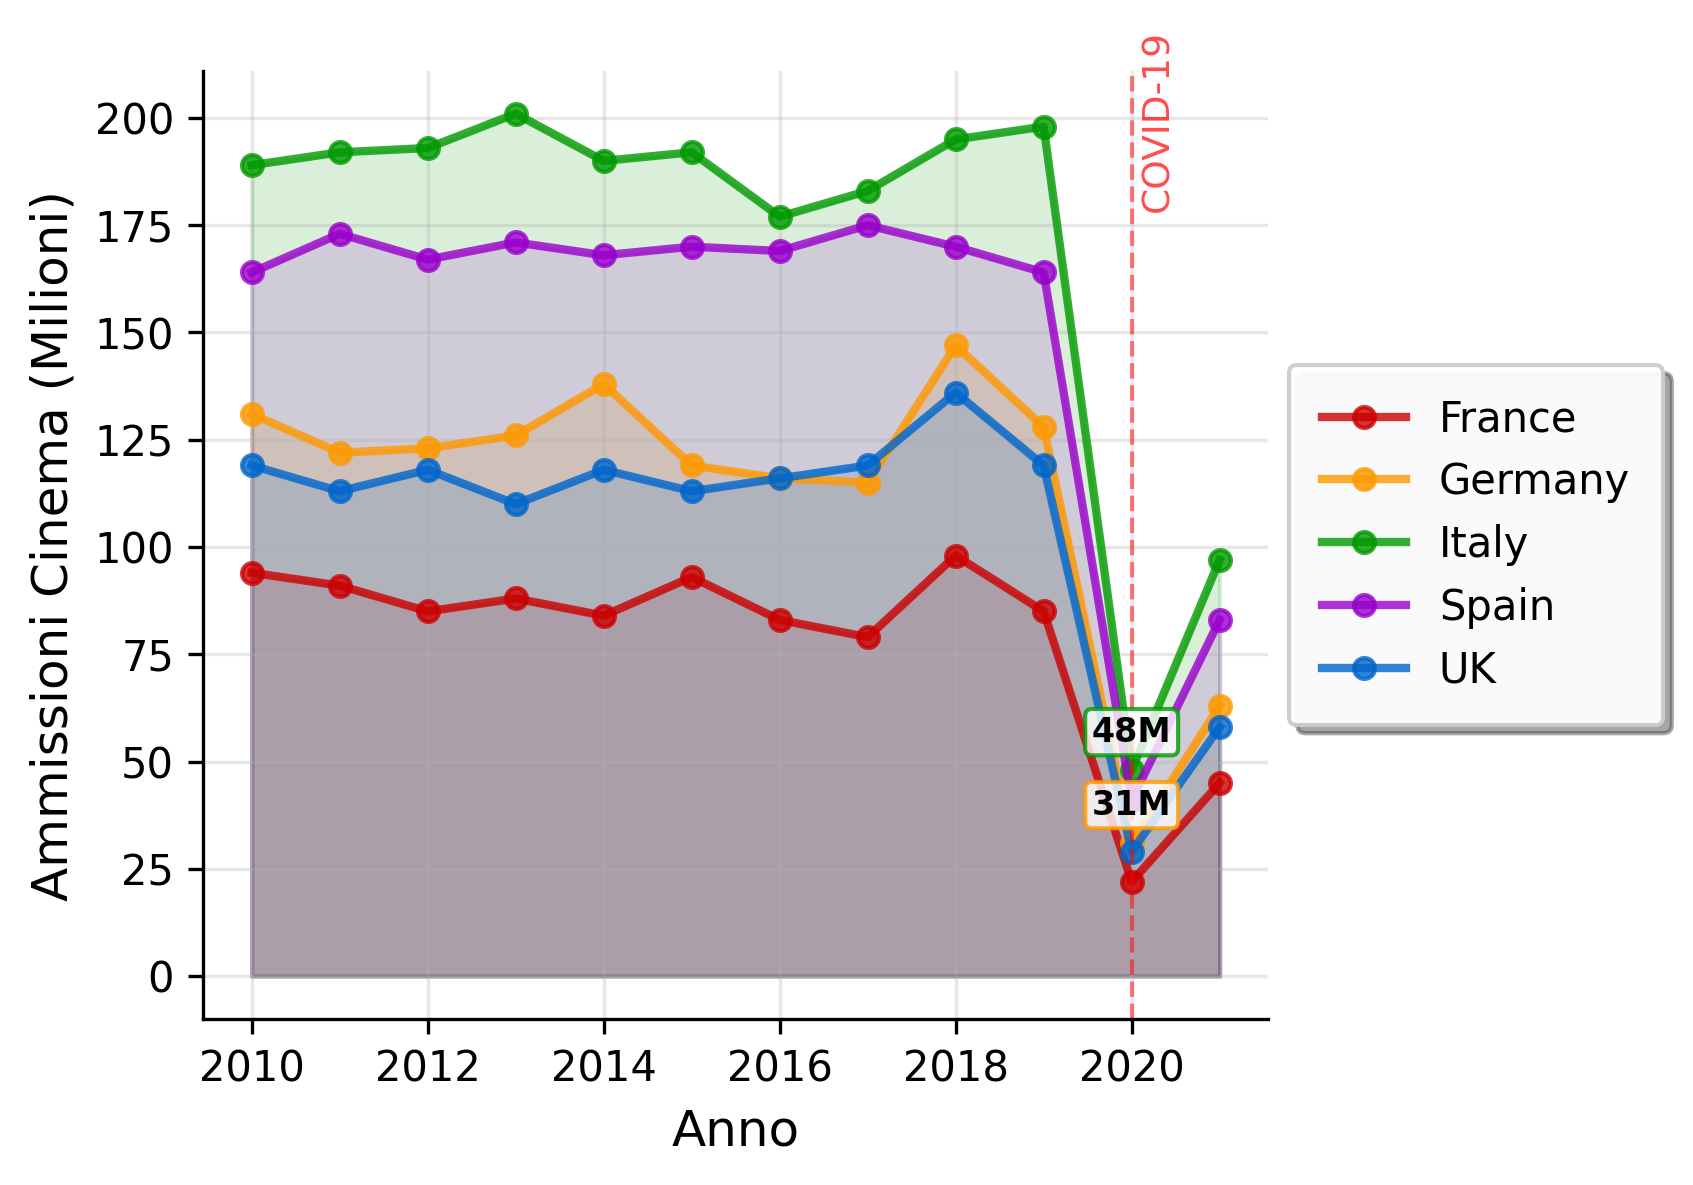 COVID-19
200
175
150
125
100
75
50
25
0
Ammissioni Cinema (Milioni)
48M
31M
France
Germany
Italy
Spain
UK
2010 2012 2014 2016 2018 2020
Anno